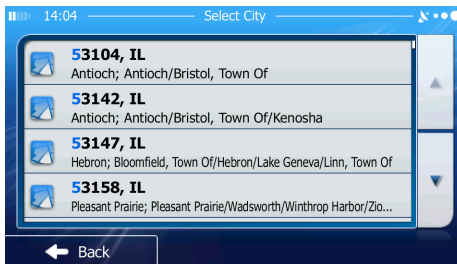 14:04
Select City
53104, IL
Antioch; Antioch/Bristol, Town Of
53142, IL
Antioch; Antioch/Bristol, Town Of/Kenosha
53147, IL
Hebron; Bloomfield, Town Of/Hebron/Lake Geneva/Linn, Town Of
53158, IL
Pleasant Prairie; Pleasant Prairie/Wadsworth/Winthrop Harbor/Zio...
Back